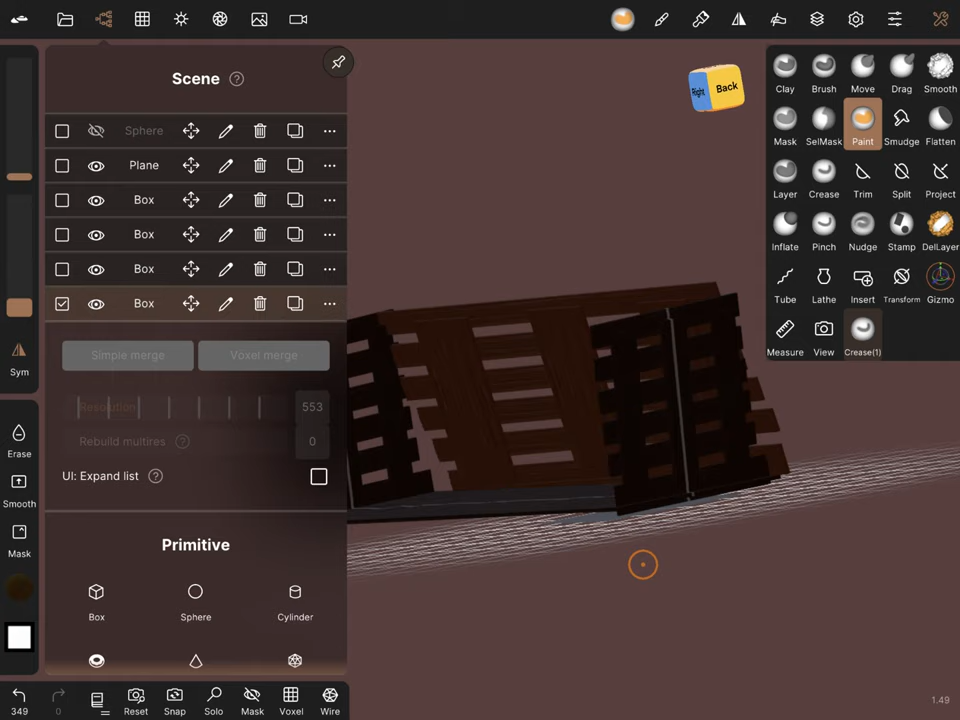 Scene
Sphere
Plane
Box
Box
Box
Box
Simple merge Voxel merge
Resolution 553
Rebuild multires 0
UI: Expand list
Primitive
Box Sphere Cylinder
Sym
Erase
Smooth
Mask
349 0 Reset Snap Solo Mask Voxel Wire
Right Back
Clay Brush Move Drag Smooth
Mask SelMask Paint Smudge Flatten
Layer Crease Trim Split Project
Inflate Pinch Nudge Stamp DelLayer
Tube Lathe Insert Transform Gizmo
Measure View Crease(1)
1.49